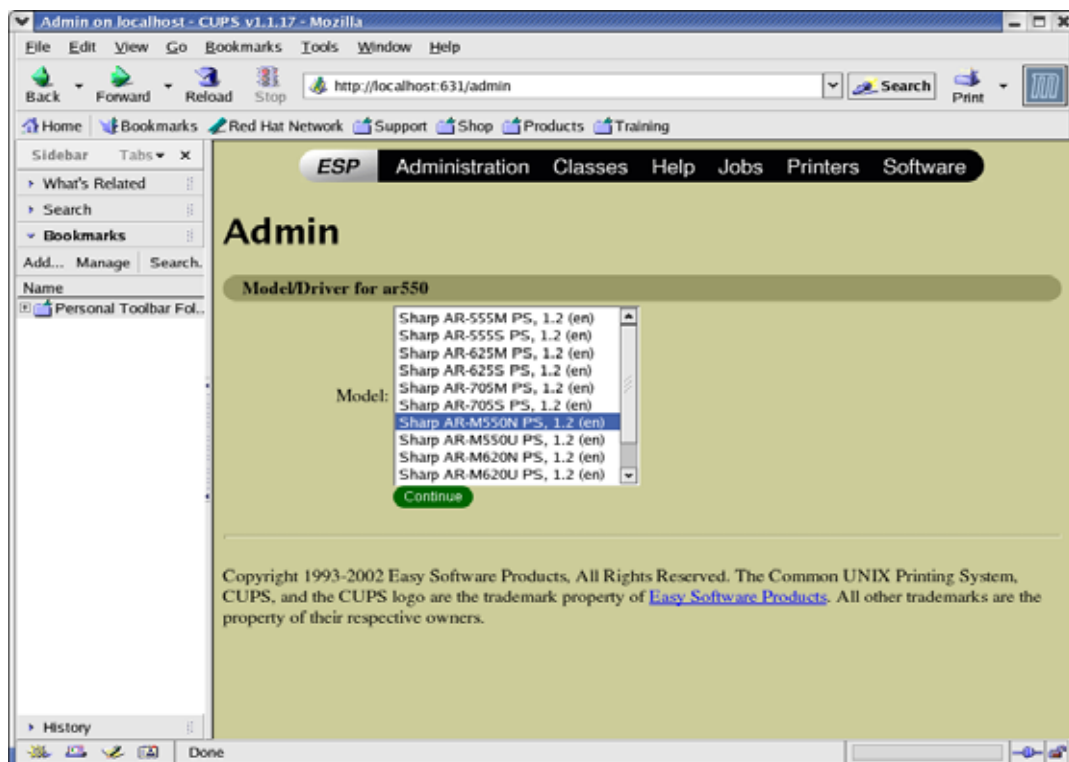 Admin on localhost - CUPS v1.1.17 - Mozilla
File Edit View Go Bookmarks Tools Window Help
Back Forward Reload Stop http://localhost:631/admin Search Print
Home Bookmarks Red Hat Network Support Shop Products Training
Sidebar Tabs
What's Related
Search
Bookmarks
Add... Manage Search.
Name
Personal Toolbar Fol..
History
ESP Administration Classes Help Jobs Printers Software
Admin
Model/Driver for ar550
Model:
Sharp AR-555M PS, 1.2 (en)
Sharp AR-555S PS, 1.2 (en)
Sharp AR-625M PS, 1.2 (en)
Sharp AR-625S PS, 1.2 (en)
Sharp AR-705M PS, 1.2 (en)
Sharp AR-705S PS, 1.2 (en)
Sharp AR-M550N PS, 1.2 (en)
Sharp AR-M550U PS, 1.2 (en)
Sharp AR-M620N PS, 1.2 (en)
Sharp AR-M620U PS, 1.2 (en)
Continue
Copyright 1993-2002 Easy Software Products, All Rights Reserved. The Common UNIX Printing System,
CUPS, and the CUPS logo are the trademark property of Easy Software Products. All other trademarks are the
property of their respective owners.
Done